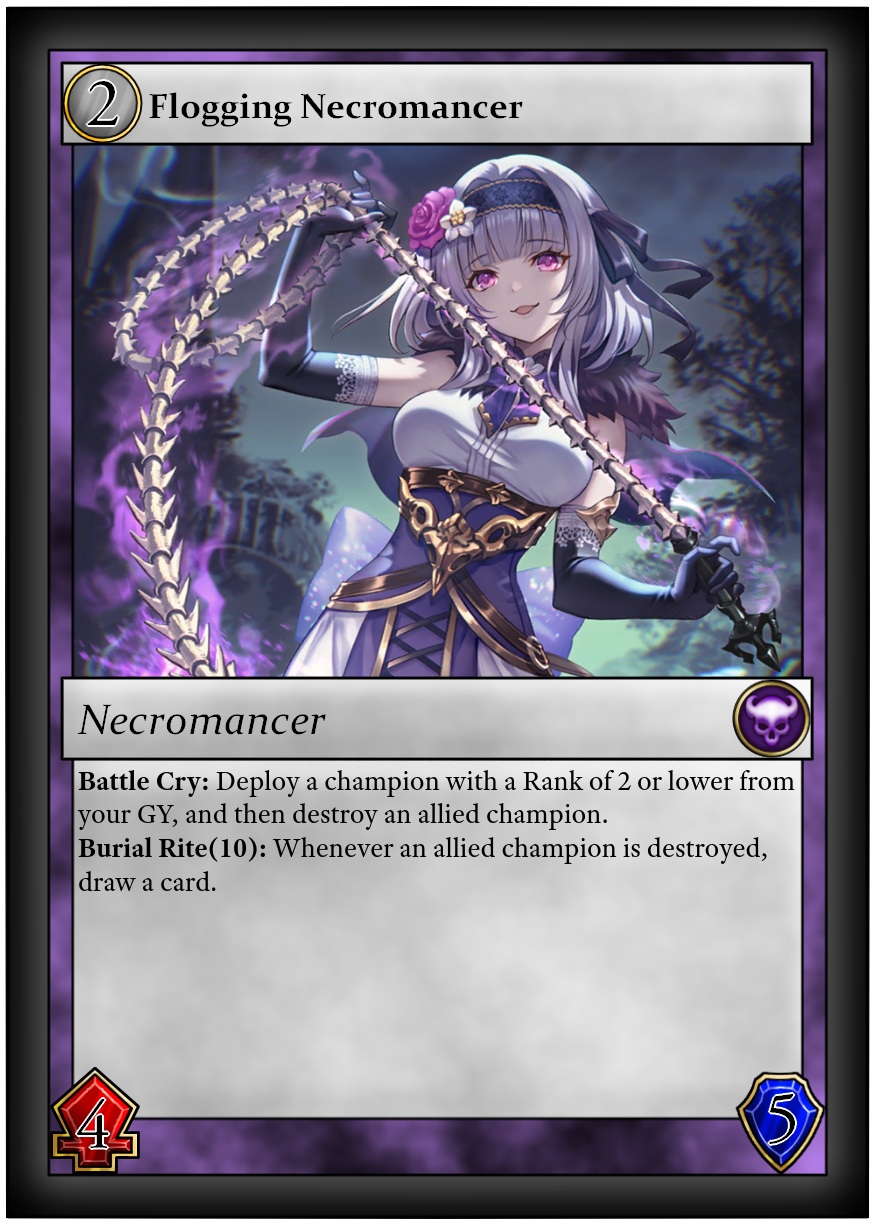 2
Flogging Necromancer
Necromancer
Battle Cry: Deploy a champion with a Rank of 2 or lower from
your GY, and then destroy an allied champion.
Burial Rite(10): Whenever an allied champion is destroyed,
draw a card.
4
5